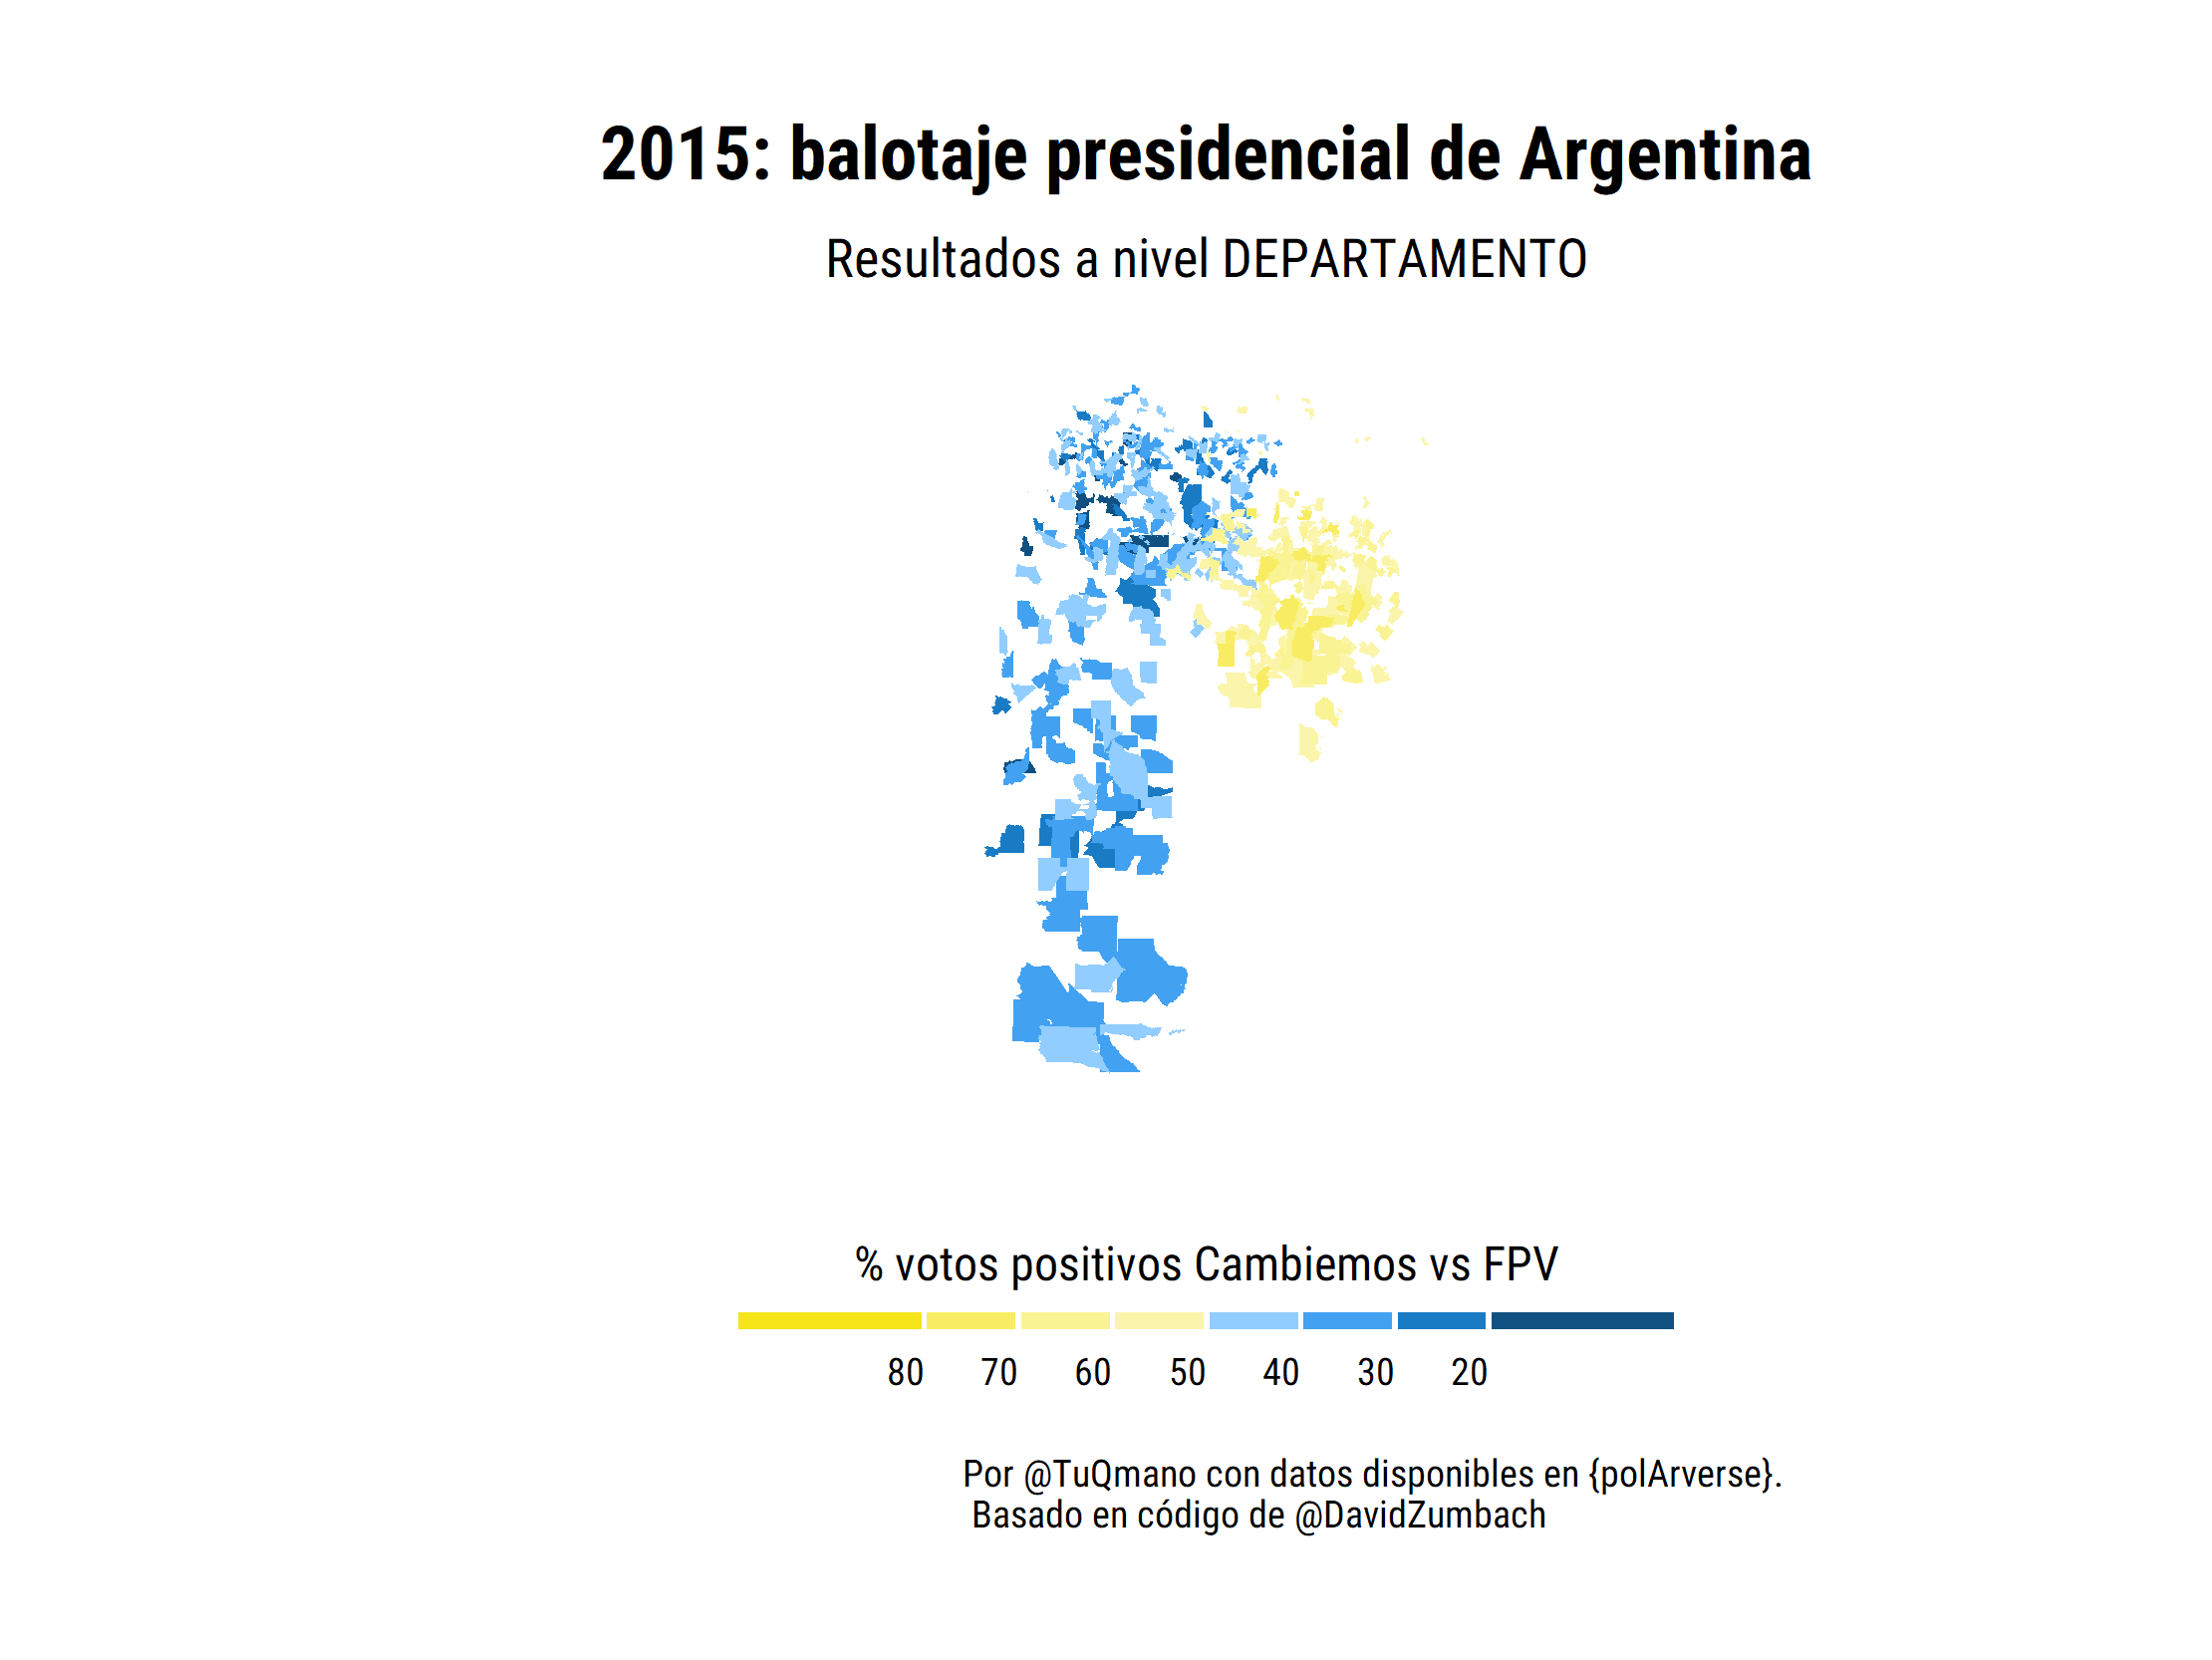 2015: balotaje presidencial de Argentina
Resultados a nivel DEPARTAMENTO
% votos positivos Cambiemos vs FPV
80 70 60 50 40 30 20
Por @TuQmano con datos disponibles en {polArverse}.
Basado en código de @DavidZumbach